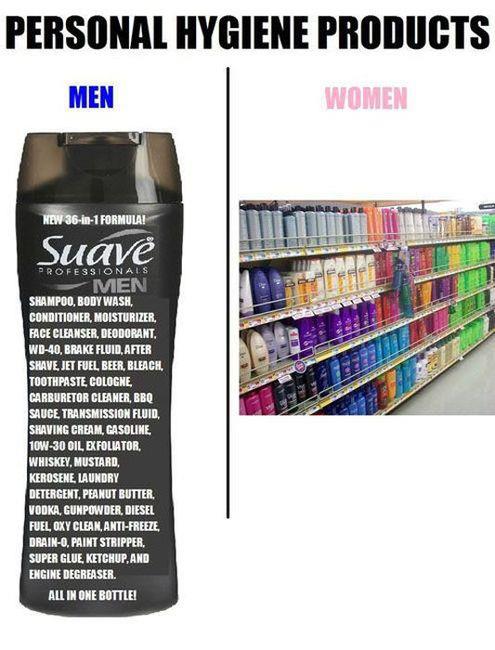 PERSONAL HYGIENE PRODUCTS
MEN
WOMEN
NEW 36-in-1 FORMULA!
Suave®
PROFESSIONALS
MEN
SHAMPOO, BODY WASH,
CONDITIONER, MOISTURIZER,
FACE CLEANSER, DEODORANT,
WD-40, BRAKE FLUID, AFTER
SHAVE, JET FUEL, BEER, BLEACH,
TOOTHPASTE, COLOGNE,
CARBURETOR CLEANER, BBQ
SAUCE, TRANSMISSION FLUID,
SHAVING CREAM, GASOLINE,
10W-30 OIL, EXFOLIATOR,
WHISKEY, MUSTARD,
KEROSENE, LAUNDRY
DETERGENT, PEANUT BUTTER,
VODKA, GUNPOWDER, DIESEL
FUEL, OXY CLEAN, ANTI-FREEZE,
DRAIN-O, PAINT STRIPPER,
SUPER GLUE, KETCHUP, AND
ENGINE DEGREASER.
ALL IN ONE BOTTLE!